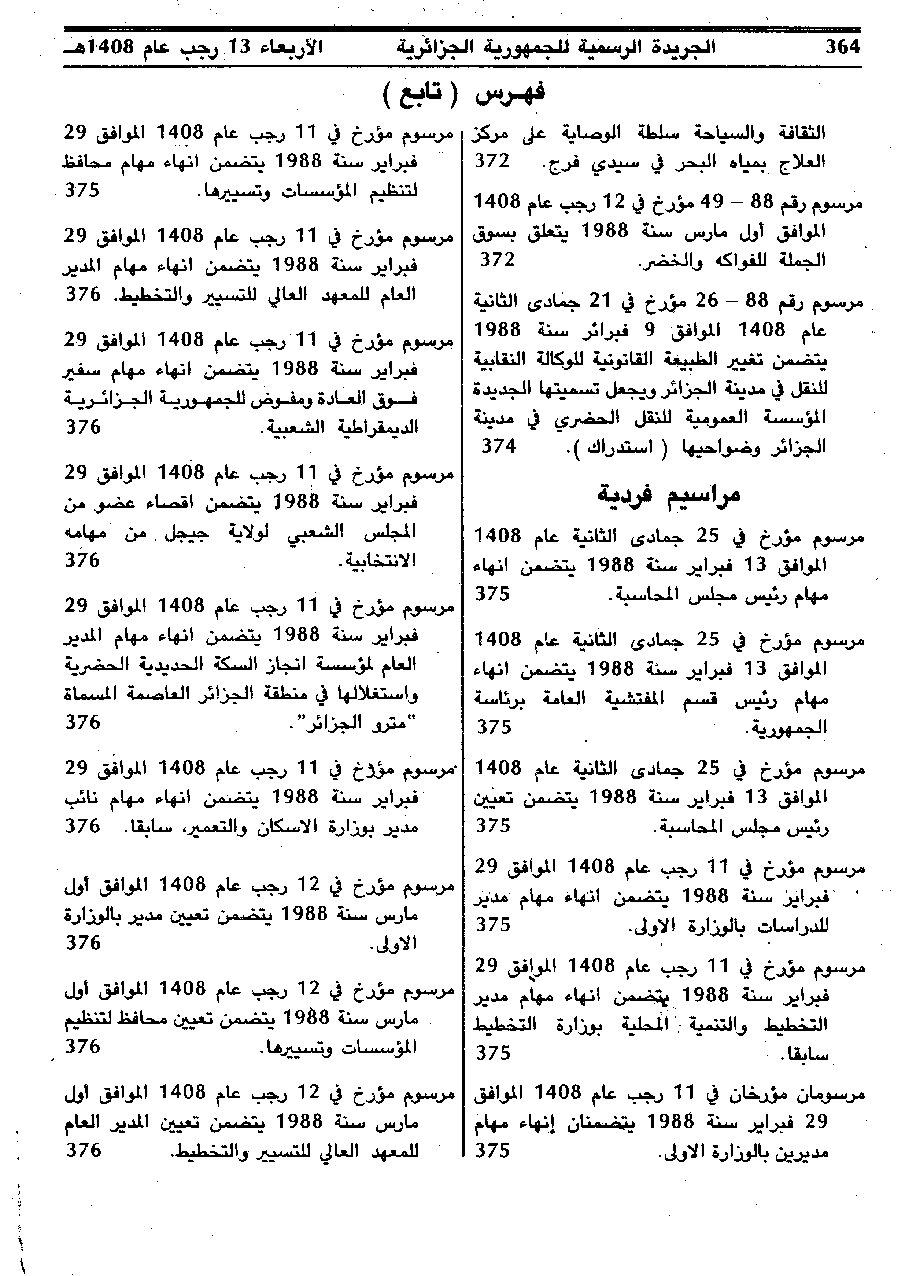 364 الجريدة الرسمية للجمهورية الجزائرية الأربعاء 13 رجب عام 1408هـ
فهرس ( تابع )
الثقافة والسياحة سلطة الوصاية على مركز
العلاج بمياه البحر في سيدي فرج. 372
مرسوم رقم 88 – 49 مؤرخ في 12 رجب عام 1408
الموافق أول مارس سنة 1988 يتعلق بسوق
الجملة للفواكه والخضر. 372
مرسوم رقم 88 – 26 مؤرخ في 21 جمادى الثانية
عام 1408 الموافق 9 فبرائر سنة 1988
يتضمن تغيير الطبيعة القانونية للوكالة النقابية
للنقل في مدينة الجزائر ويجعل تسميتها الجديدة
المؤسسة العمومية للنقل الحضري في مدينة
الجزائر وضواحيها ( استدراك ). 374
مراسيم فردية
مرسوم مؤرخ في 25 جمادى الثانية عام 1408
الموافق 13 فبراير سنة 1988 يتضمن انهاء
مهام رئيس مجلس المحاسبة. 375
مرسوم مؤرخ في 25 جمادى الثانية عام 1408
الموافق 13 فبراير سنة 1988 يتضمن انهاء
مهام رئيس قسم المفتشية العامة برئاسة
الجمهورية. 375
مرسوم مؤرخ في 25 جمادى الثانية عام 1408
الموافق 13 فبراير سنة 1988 يتضمن تعيين
رئيس مجلس المحاسبة. 375
مرسوم مؤرخ في 11 رجب عام 1408 الموافق 29
فبراير سنة 1988 يتضمن انهاء مهام مدير
للدراسات بالوزارة الاولى. 375
مرسوم مؤرخ في 11 رجب عام 1408 الموافق 29
فبراير سنة 1988 يتضمن انهاء مهام مدير
التخطيط والتنمية المحلية بوزارة التخطيط
سابقا. 375
مرسومان مؤرخان في 11 رجب عام 1408 الموافق
29 فبراير سنة 1988 يتضمنان إنهاء مهام
مديرين بالوزارة الاولى. 375
مرسوم مؤرخ في 11 رجب عام 1408 الموافق 29
فبراير سنة 1988 يتضمن انهاء مهام محافظ
لتنظيم المؤسسات وتسييرها. 375
مرسوم مؤرخ في 11 رجب عام 1408 الموافق 29
فبراير سنة 1988 يتضمن انهاء مهام المدير
العام للمعهد العالي للتسيير والتخطيط. 376
مرسوم مؤرخ في 11 رجب عام 1408 الموافق 29
فبراير سنة 1988 يتضمن انهاء مهام سفير
فوق العادة ومفوض للجمهورية الجزائرية
الديمقراطية الشعبية. 376
مرسوم مؤرخ في 11 رجب عام 1408 الموافق 29
فبراير سنة 1988 يتضمن اقصاء عضو من
المجلس الشعبي لولاية جيجل من مهامه
الانتخابية. 376
مرسوم مؤرخ في 11 رجب عام 1408 الموافق 29
فبراير سنة 1988 يتضمن انهاء مهام المدير
العام لمؤسسة انجاز السكة الحديدية الحضرية
واستغلالها في منطقة الجزائر العاصمة المسماة
"مترو الجزائر". 376
مرسوم مؤرخ في 11 رجب عام 1408 الموافق 29
فبراير سنة 1988 يتضمن انهاء مهام نائب
مدير بوزارة الاسكان والتعمير، سابقا. 376
مرسوم مؤرخ في 12 رجب عام 1408 الموافق أول
مارس سنة 1988 يتضمن تعيين مدير بالوزارة
الاولى. 376
مرسوم مؤرخ في 12 رجب عام 1408 الموافق أول
مارس سنة 1988 يتضمن تعيين محافظ لتنظيم
المؤسسات وتسييرها. 376
مرسوم مؤرخ في 12 رجب عام 1408 الموافق أول
مارس سنة 1988 يتضمن تعيين المدير العام
للمعهد العالي للتسيير والتخطيط. 376